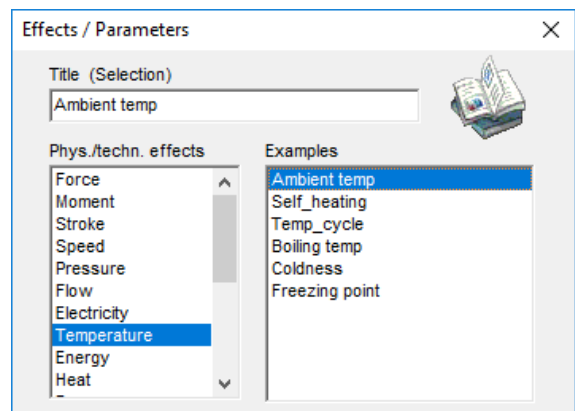 Effects / Parameters
Title (Selection)
Ambient temp
Phys./techn. effects
Force
Moment
Stroke
Speed
Pressure
Flow
Electricity
Temperature
Energy
Heat
Examples
Ambient temp
Self_heating
Temp_cycle
Boiling temp
Coldness
Freezing point